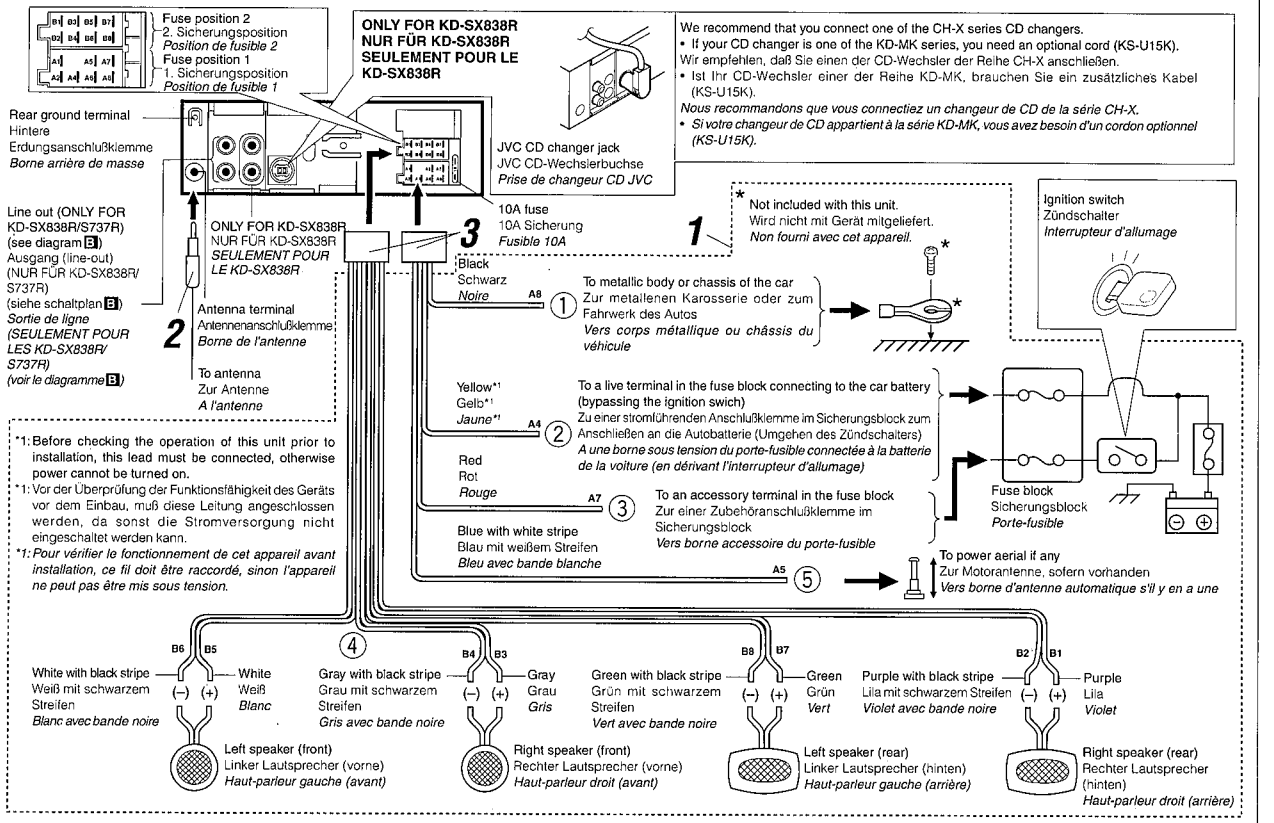 B1 B3 B5 B7
B2 B4 B6 B8
A1 A5 A7
A2 A4 A6 A8
Fuse position 2
2. Sicherungsposition
Position de fusible 2
Fuse position 1
1. Sicherungsposition
Position de fusible 1
ONLY FOR KD-SX838R
NUR FÜR KD-SX838R
SEULEMENT POUR LE
KD-SX838R
JVC CD changer jack
JVC CD-Wechslerbuchse
Prise de changeur CD JVC
We recommend that you connect one of the CH-X series CD changers.
• If your CD changer is one of the KD-MK series, you need an optional cord (KS-U15K).
Wir empfehlen, daß Sie einen der CD-Wechsler der Reihe CH-X anschließen.
• Ist Ihr CD-Wechsler einer der Reihe KD-MK, brauchen Sie ein zusätzliches Kabel
(KS-U15K).
Nous recommandons que vous connectiez un changeur de CD de la série CH-X.
• Si votre changeur de CD appartient à la série KD-MK, vous avez besoin d'un cordon optionnel
(KS-U15K).
Rear ground terminal
Hintere
Erdungsanschlußklemme
Borne arrière de masse
Line out (ONLY FOR
KD-SX838R/S737R)
(see diagram B)
Ausgang (line-out)
(NUR FÜR KD-SX838R/
S737R)
(siehe schaltplan B)
Sortie de ligne
(SEULEMENT POUR
LES KD-SX838R/
S737R)
(voir le diagramme B)
2
ONLY FOR KD-SX838R
NUR FÜR KD-SX838R
SEULEMENT POUR
LE KD-SX838R
Antenna terminal
Antennenanschlußklemme
Borne de l'antenne
To antenna
Zur Antenne
A l'antenne
10A fuse
10A Sicherung
Fusible 10A
3
1
*
Not included with this unit.
Wird nicht mit Gerät mitgeliefert.
Non fourni avec cet appareil.
*
*
Ignition switch
Zündschalter
Interrupteur d'allumage
Black
Schwarz
Noire
A8
①
To metallic body or chassis of the car
Zur metallenen Karosserie oder zum
Fahrwerk des Autos
Vers corps métallique ou châssis du
véhicule
Yellow*1
Gelb*1
Jaune*1
A4
②
To a live terminal in the fuse block connecting to the car battery
(bypassing the ignition swich)
Zu einer stromführenden Anschlußklemme im Sicherungsblock zum
Anschließen an die Autobatterie (Umgehen des Zündschalters)
A une borne sous tension du porte-fusible connectée à la batterie
de la voiture (en dérivant l'interrupteur d'allumage)
Red
Rot
Rouge
A7
③
To an accessory terminal in the fuse block
Zur einer Zubehöranschlußklemme im
Sicherungsblock
Vers borne accessoire du porte-fusible
Fuse block
Sicherungsblock
Porte-fusible
Blue with white stripe
Blau mit weißem Streifen
Bleu avec bande blanche
A5
⑤
To power aerial if any
Zur Motorantenne, sofern vorhanden
Vers borne d'antenne automatique s'il y en a une
*1: Before checking the operation of this unit prior to
installation, this lead must be connected, otherwise
power cannot be turned on.
*1: Vor der Überprüfung der Funktionsfähigkeit des Geräts
vor dem Einbau, muß diese Leitung angeschlossen
werden, da sonst die Stromversorgung nicht
eingeschaltet werden kann.
*1: Pour vérifier le fonctionnement de cet appareil avant
installation, ce fil doit être raccordé, sinon l'appareil
ne peut pas être mis sous tension.
④
B6 B5
White with black stripe
Weiß mit schwarzem
Streifen
Blanc avec bande noire
(–) (+)
White
Weiß
Blanc
Left speaker (front)
Linker Lautsprecher (vorne)
Haut-parleur gauche (avant)
B4 B3
Gray with black stripe
Grau mit schwarzem
Streifen
Gris avec bande noire
(–) (+)
Gray
Grau
Gris
Right speaker (front)
Rechter Lautsprecher (vorne)
Haut-parleur droit (avant)
B8 B7
Green with black stripe
Grün mit schwarzem
Streifen
Vert avec bande noire
(–) (+)
Green
Grün
Vert
Left speaker (rear)
Linker Lautsprecher (hinten)
Haut-parleur gauche (arrière)
B2 B1
Purple with black stripe
Lila mit schwarzem Streifen
Violet avec bande noire
(–) (+)
Purple
Lila
Violet
Right speaker (rear)
Rechter Lautsprecher
(hinten)
Haut-parleur droit (arrière)